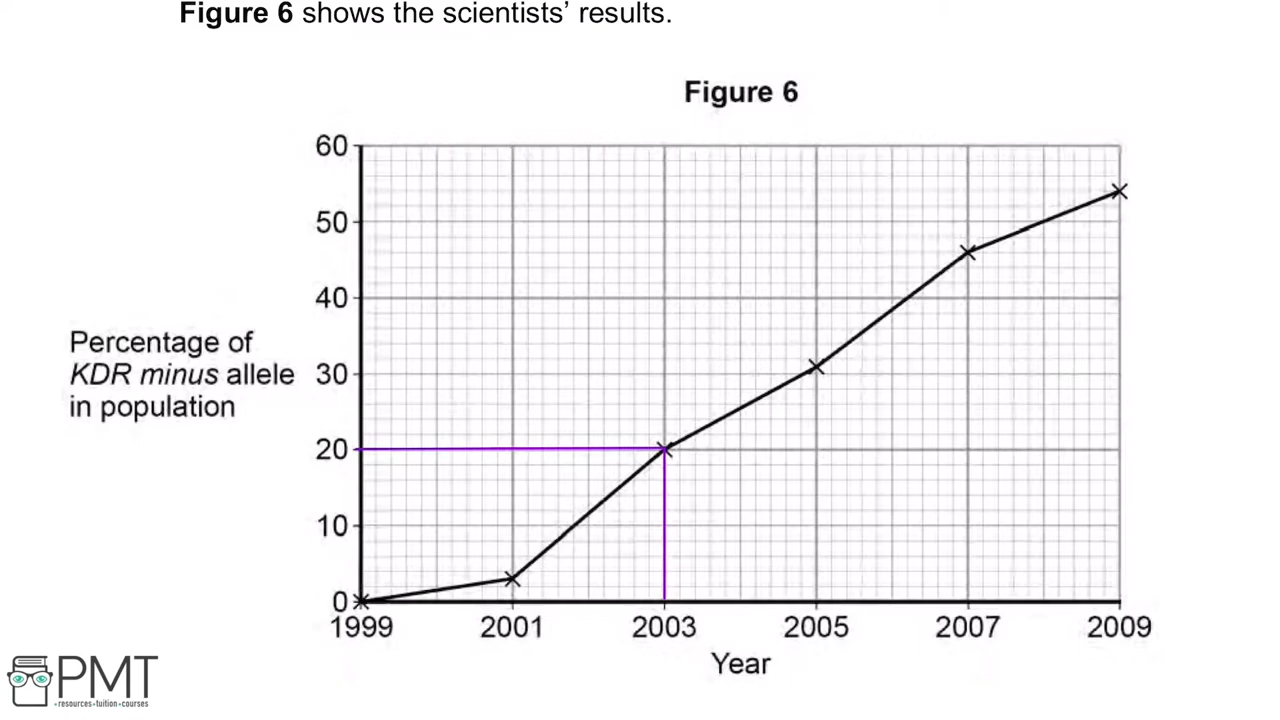 Figure 6 shows the scientists’ results.
Figure 6
60
50
40
30
20
10
0
Percentage of
KDR minus allele
in population
1999 2001 2003 2005 2007 2009
Year
PMT
•resources•tuition•courses